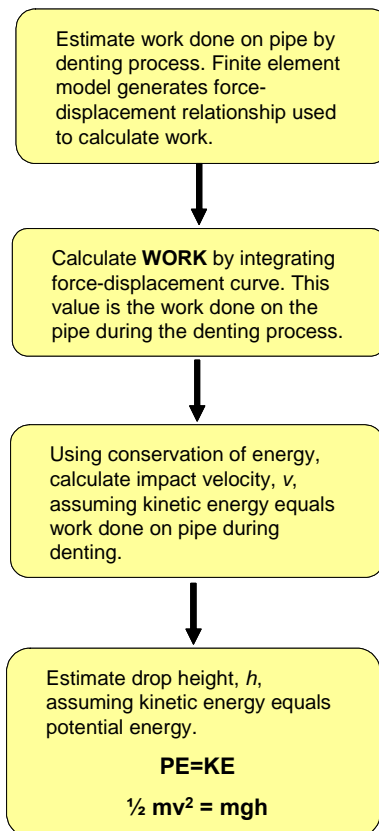 Estimate work done on pipe by
denting process. Finite element
model generates force-
displacement relationship used
to calculate work.
Calculate WORK by integrating
force-displacement curve. This
value is the work done on the
pipe during the denting process.
Using conservation of energy,
calculate impact velocity, v,
assuming kinetic energy equals
work done on pipe during
denting.
Estimate drop height, h,
assuming kinetic energy equals
potential energy.
PE=KE
½ mv² = mgh